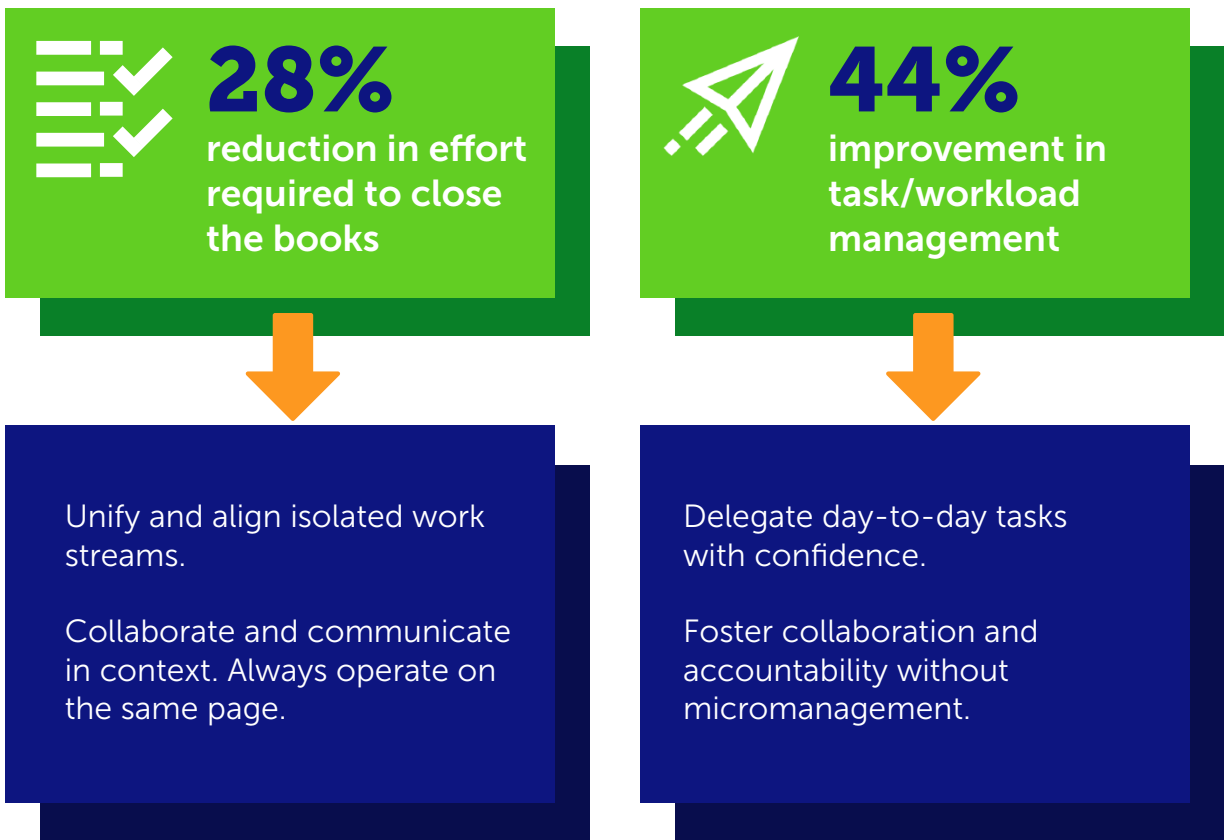 28%
reduction in effort
required to close
the books
44%
improvement in
task/workload
management
Unify and align isolated work
streams.
Collaborate and communicate
in context. Always operate on
the same page.
Delegate day-to-day tasks
with confidence.
Foster collaboration and
accountability without
micromanagement.